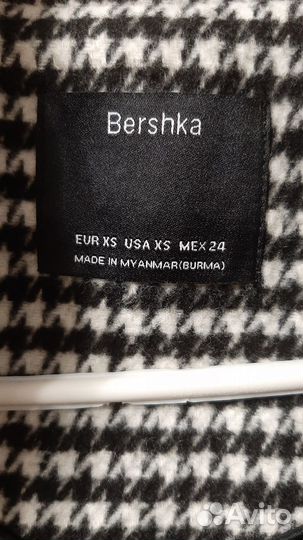 Bershka
EUR XS USA XS MEX 24
MADE IN MYANMAR(BURMA)
Avito